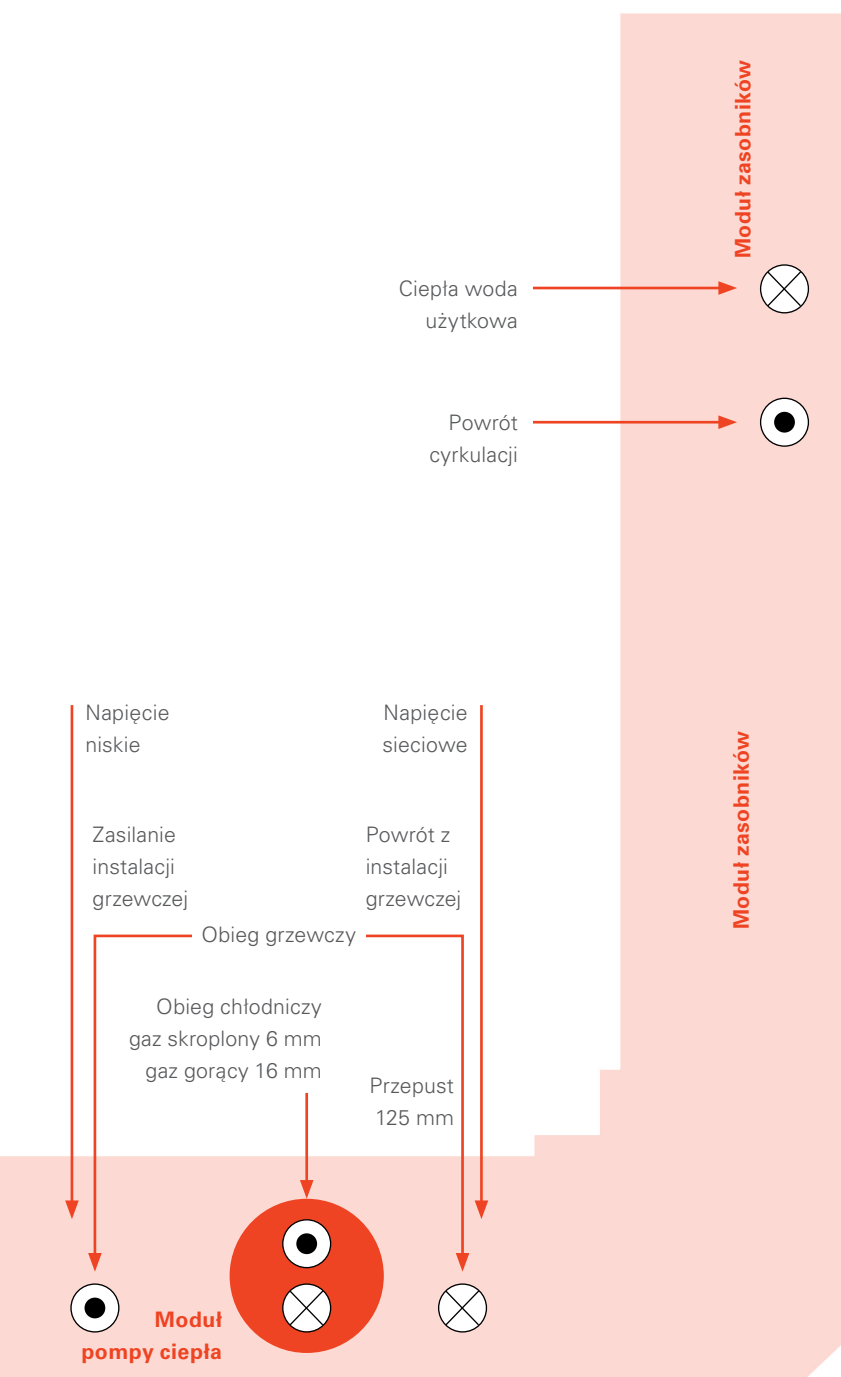 Moduł zasobników
Ciepła woda
użytkowa
Powrót
cyrkulacji
Napięcie
niskie
Napięcie
sieciowe
Moduł zasobników
Zasilanie
instalacji
grzewczej
Powrót z
instalacji
grzewczej
Obieg grzewczy
Obieg chłodniczy
gaz skroplony 6 mm
gaz gorący 16 mm
Przepust
125 mm
Moduł
pompy ciepła